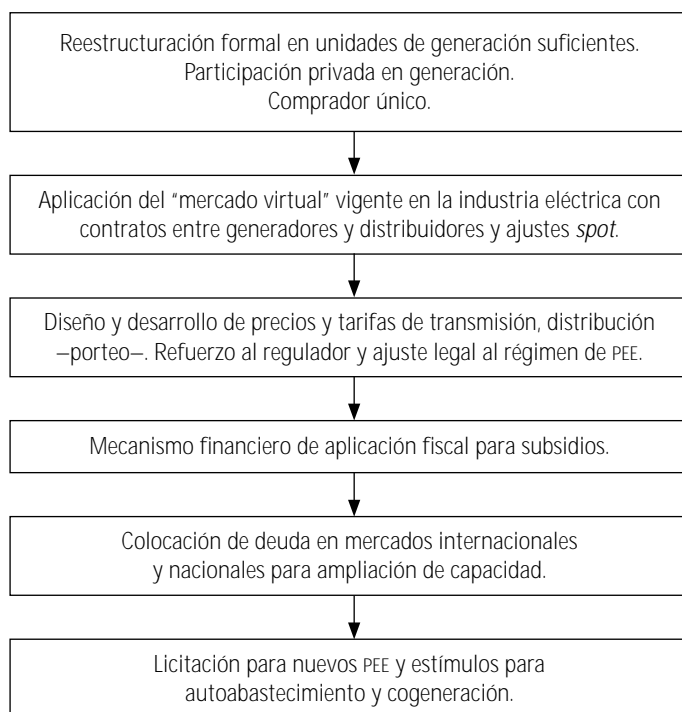 Reestructuración formal en unidades de generación suficientes.
Participación privada en generación.
Comprador único.
Aplicación del “mercado virtual” vigente en la industria eléctrica con
contratos entre generadores y distribuidores y ajustes spot.
Diseño y desarrollo de precios y tarifas de transmisión, distribución
–porteo–. Refuerzo al regulador y ajuste legal al régimen de PEE.
Mecanismo financiero de aplicación fiscal para subsidios.
Colocación de deuda en mercados internacionales
y nacionales para ampliación de capacidad.
Licitación para nuevos PEE y estímulos para
autoabastecimiento y cogeneración.